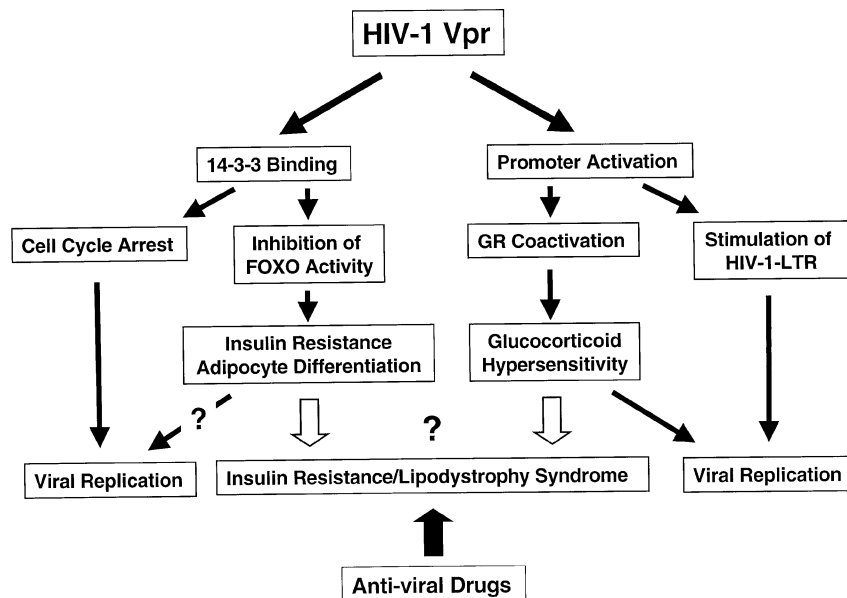 HIV-1 Vpr
14-3-3 Binding
Promoter Activation
Cell Cycle Arrest
Inhibition of
FOXO Activity
GR Coactivation
Stimulation of
HIV-1-LTR
Insulin Resistance
Adipocyte Differentiation
Glucocorticoid
Hypersensitivity
?
?
Viral Replication
Insulin Resistance/Lipodystrophy Syndrome
Viral Replication
Anti-viral Drugs